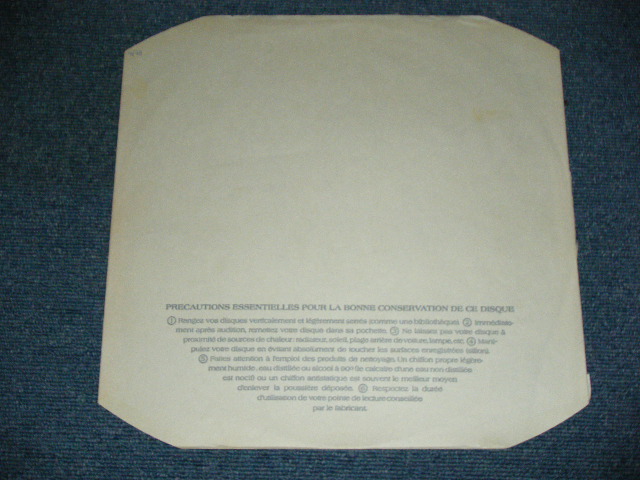 PRECAUTIONS ESSENTIELLES POUR LA BONNE CONSERVATION DE CE DISQUE
① Rangez vos disques verticalement et légèrement serrés (comme une bibliothèque). ② Immédiate-
ment après audition, remettez votre disque dans sa pochette. ③ Ne laissez pas votre disque à
proximité de sources de chaleur: radiateur, soleil, plage arrière de voiture, lampe, etc. ④ Mani-
pulez votre disque en évitant absolument de toucher les surfaces enregistrées (sillon).
⑤ Faites attention à l'emploi des produits de nettoyage. Un chiffon propre légère-
ment humide, eau distillée ou alcool à 90° (le calcaire d'une eau non distillée
est nocif) ou un chiffon antistatique est souvent le meilleur moyen
d'enlever la poussière déposée. ⑥ Respectez la durée
d'utilisation de votre pointe de lecture conseillée
par le fabricant.